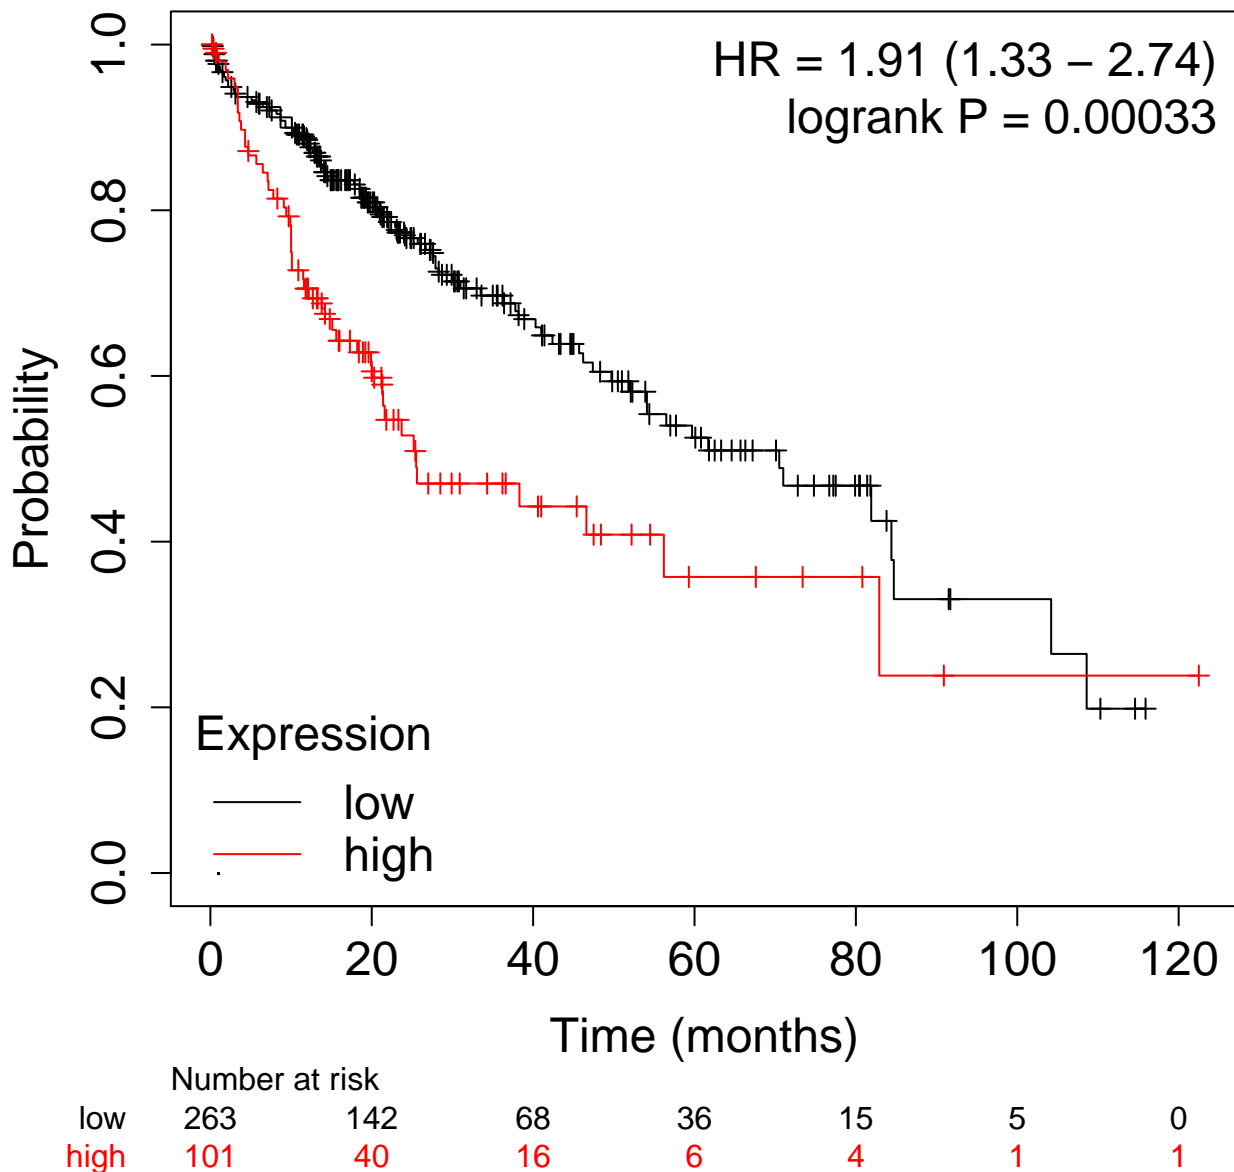 HR = 1.91 (1.33 − 2.74)
logrank P = 0.00033
Probability
1.0
0.8
0.6
0.4
0.2
0.0
Expression
low
high
0 20 40 60 80 100 120
Time (months)
Number at risk
low 263 142 68 36 15 5 0
high 101 40 16 6 4 1 1